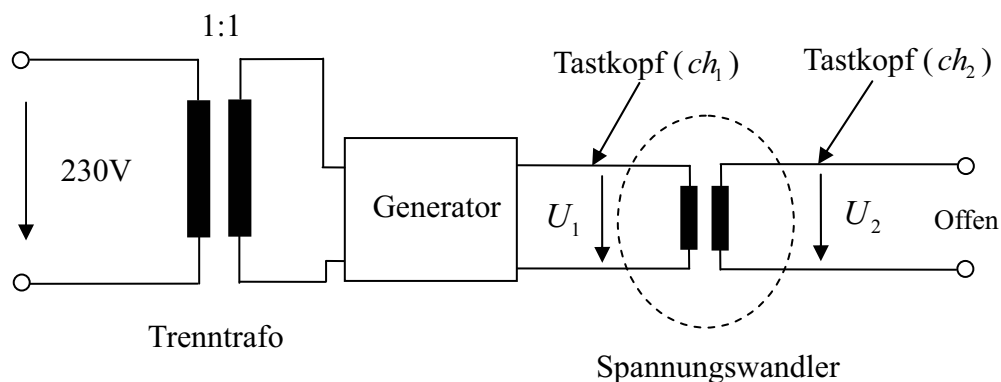 1:1
Tastkopf (ch₁)
Tastkopf (ch₂)
230V
Generator
U₁
U₂
Offen
Trenntrafo
Spannungswandler